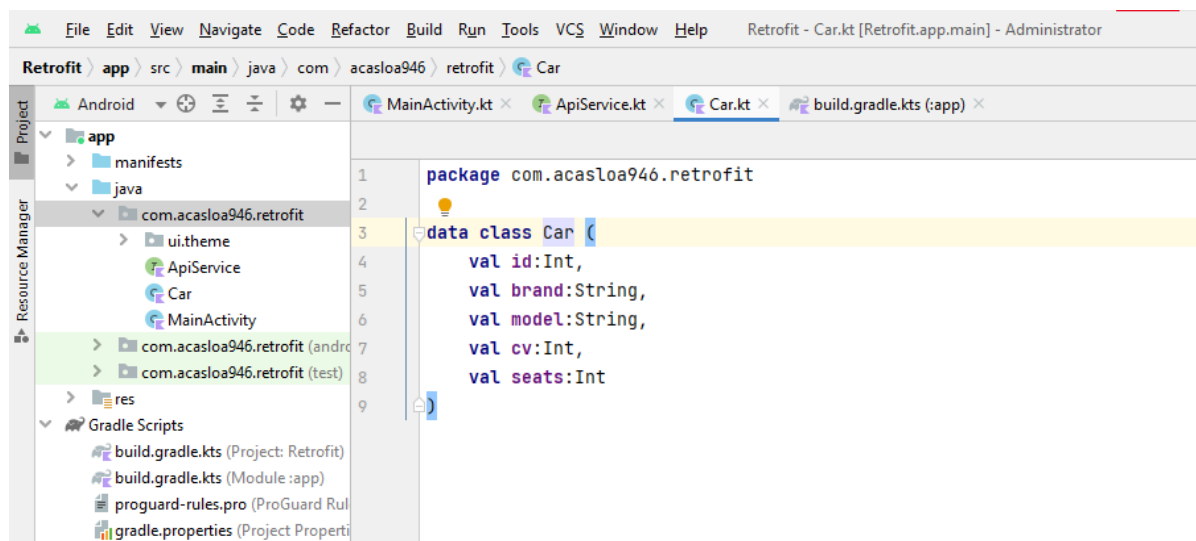 File Edit View Navigate Code Refactor Build Run Tools VCS Window Help Retrofit - Car.kt [Retrofit.app.main] - Administrator
Retrofit app src main java com acasloa946 retrofit Car
Project
Resource Manager
Android
MainActivity.kt ApiService.kt Car.kt build.gradle.kts (:app)
app
manifests
java
com.acasloa946.retrofit
ui.theme
ApiService
Car
MainActivity
com.acasloa946.retrofit (andro
com.acasloa946.retrofit (test)
res
Gradle Scripts
build.gradle.kts (Project: Retrofit)
build.gradle.kts (Module :app)
proguard-rules.pro (ProGuard Rul
gradle.properties (Project Properti
1 package com.acasloa946.retrofit
2
3 data class Car (
4 val id:Int,
5 val brand:String,
6 val model:String,
7 val cv:Int,
8 val seats:Int
9 )